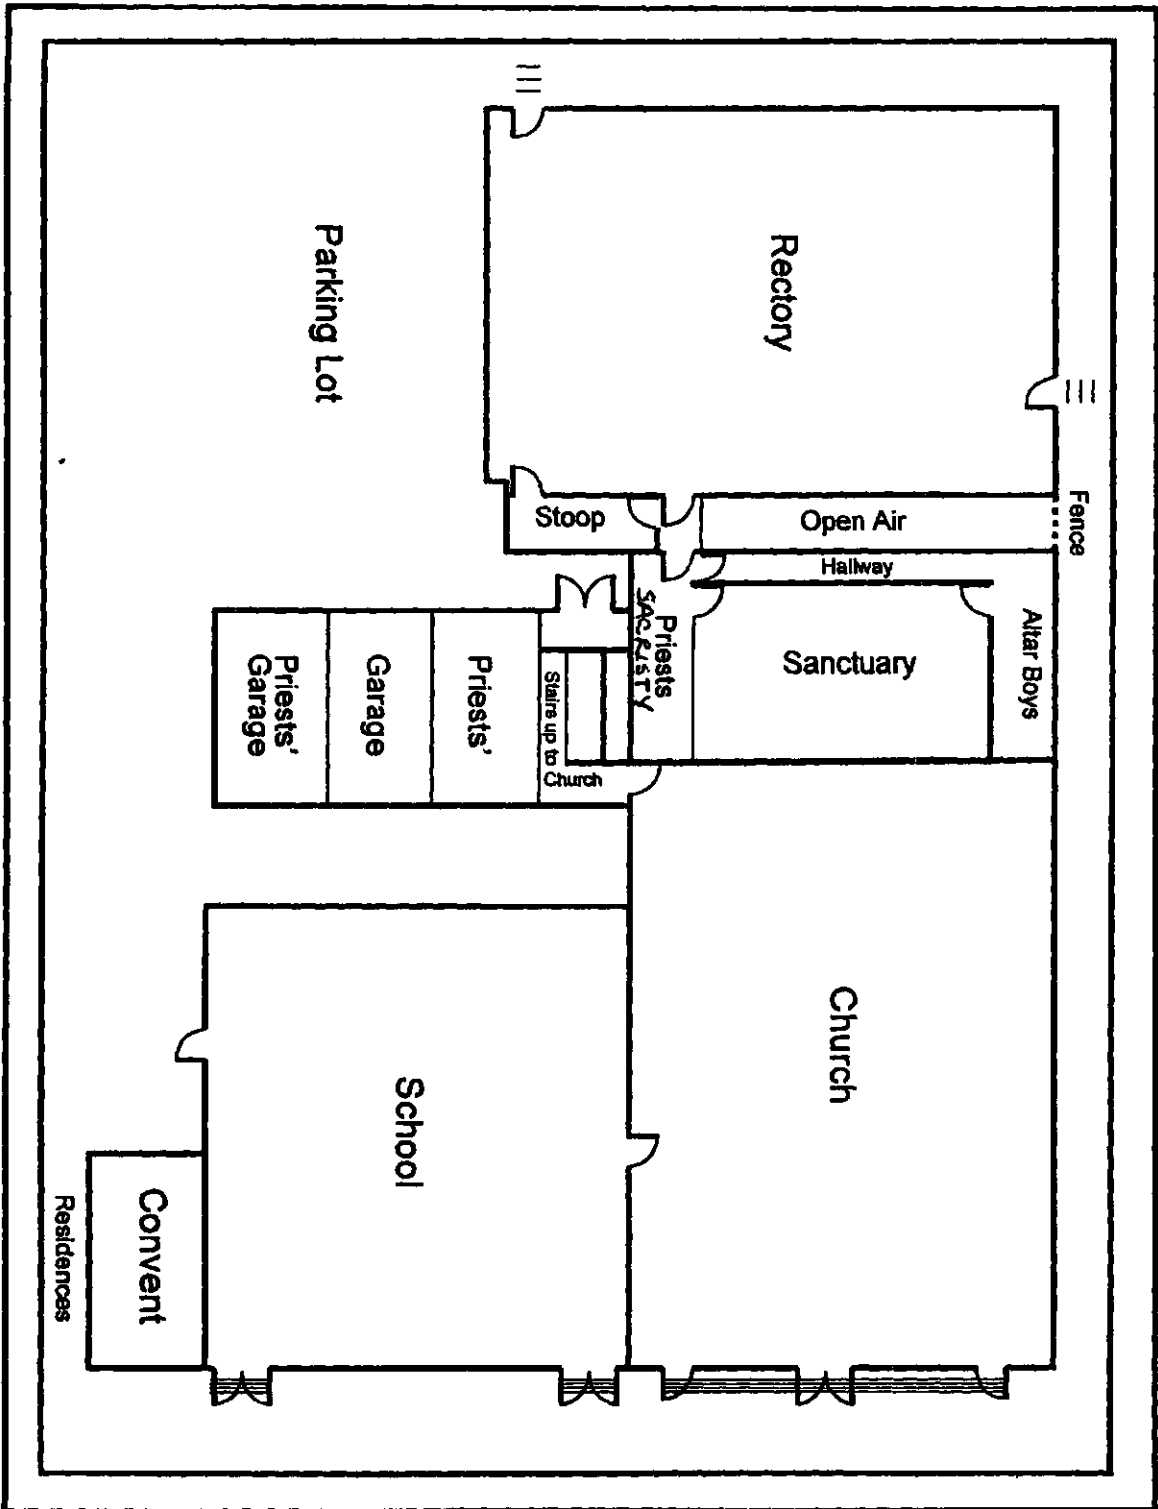 Rectory
Parking Lot
Fence
Open Air
Stoop
Hallway
Altar Boys
Sanctuary
Priests
SACRISTY
Stairs up to
Church
Priests'
Garage
Priests'
Garage
Church
School
Convent
Residences